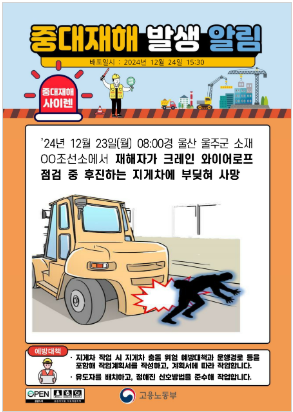 중대재해 발생 알림
배포일시 : 2024년 12월 24일 15:30
중대재해
사이렌
'24년 12월 23일(월) 08:00경 울산 울주군 소재
OO조선소에서 재해자가 크레인 와이어로프
점검 중 후진하는 지게차에 부딪혀 사망
예방대책
· 지게차 작업 시 지게차 충돌 위험 예방대책과 운행경로 등을
포함해 작업계획서를 작성하고, 계획서에 따라 작업합니다.
· 유도자를 배치하고, 정해진 신호방법을 준수해 작업합니다.
OPEN
고용노동부